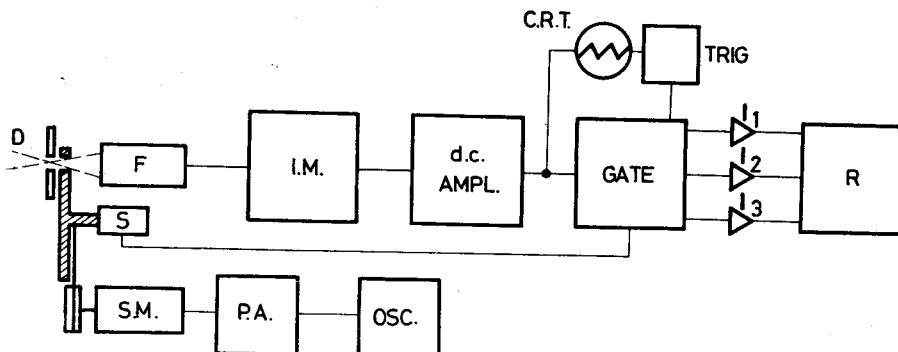 C.R.T.
TRIG
D
F
I.M.
d.c.
AMPL.
GATE
I 1
I 2
I 3
R
S
S.M.
P.A.
OSC.